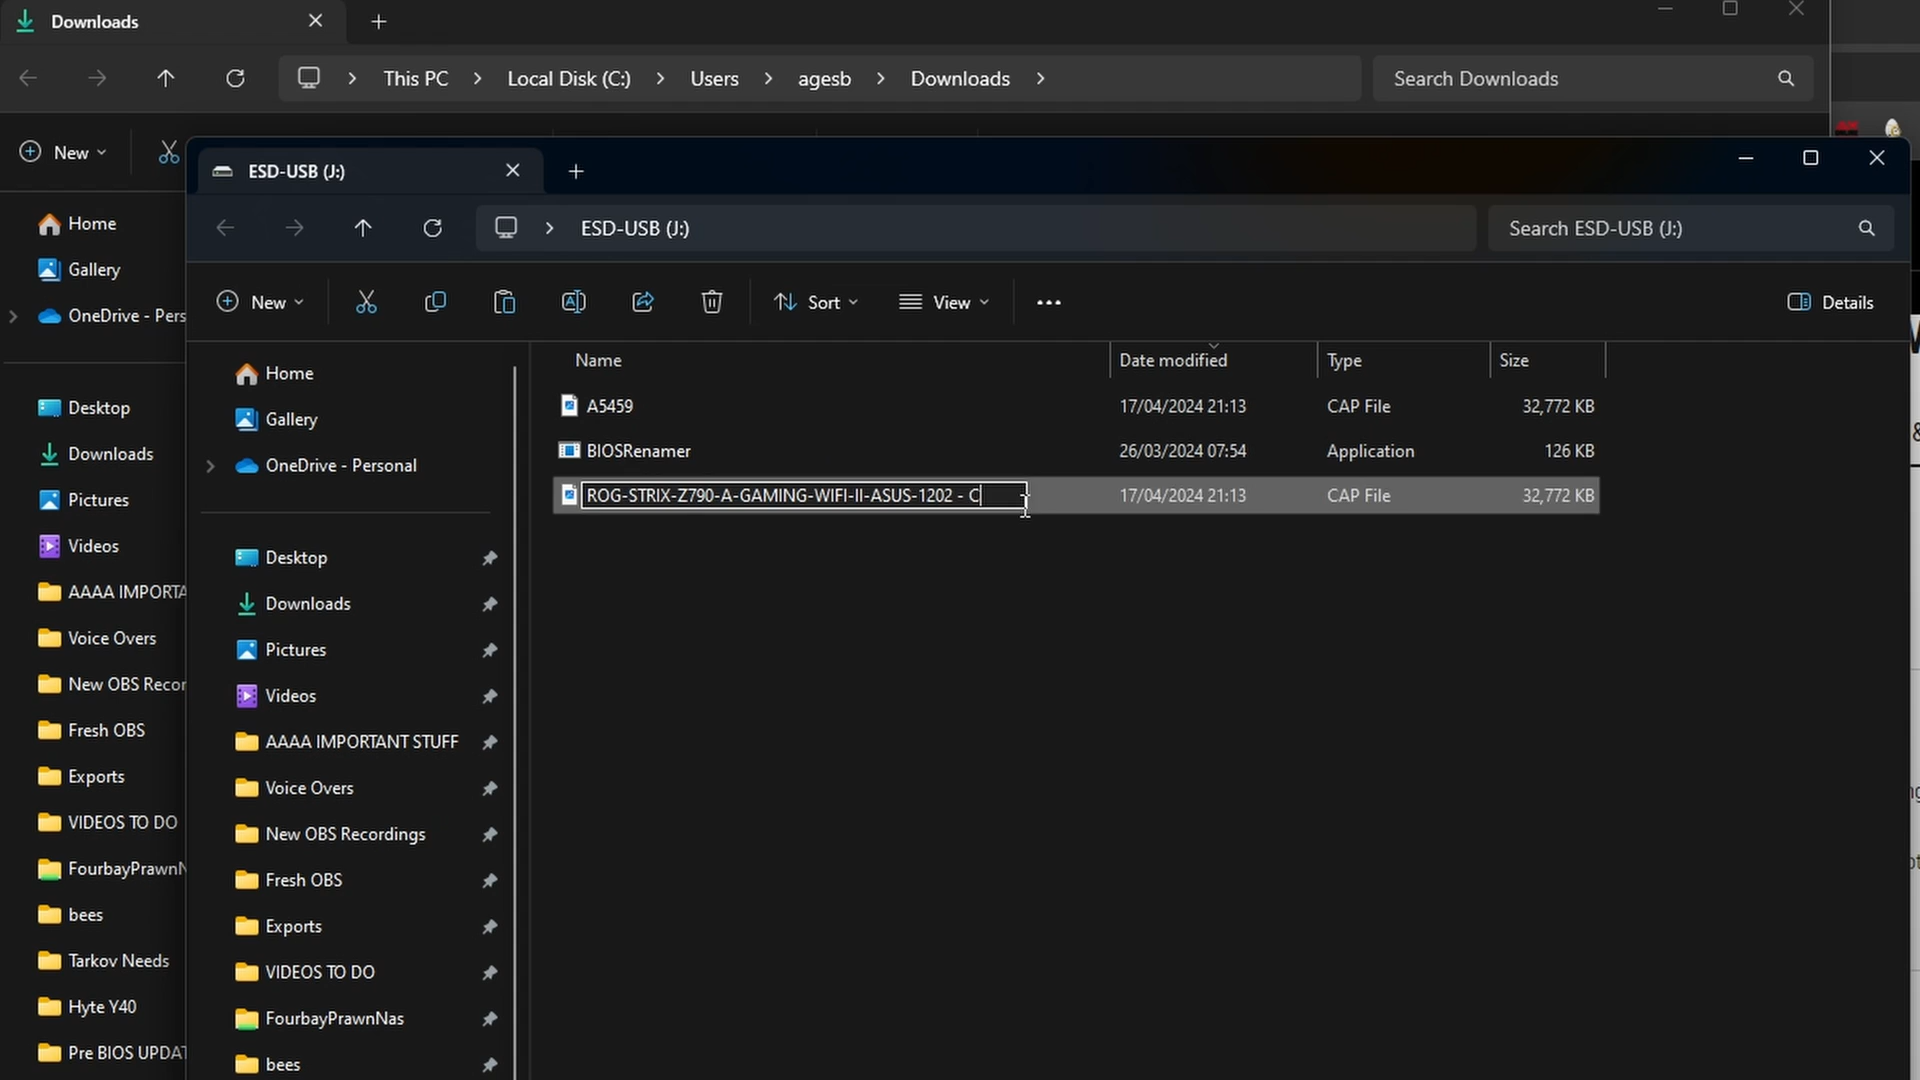 Downloads
This PC > Local Disk (C:) > Users > agesb > Downloads >
Search Downloads
New
Home
Gallery
OneDrive - Pers
Desktop
Downloads
Pictures
Videos
AAAA IMPORTA
Voice Overs
New OBS Recor
Fresh OBS
Exports
VIDEOS TO DO
FourbayPrawnN
bees
Tarkov Needs
Hyte Y40
Pre BIOS UPDAT
ESD-USB (J:)
> ESD-USB (J:)
Search ESD-USB (J:)
New
Sort
View
Details
Home
Gallery
OneDrive - Personal
Desktop
Downloads
Pictures
Videos
AAAA IMPORTANT STUFF
Voice Overs
New OBS Recordings
Fresh OBS
Exports
VIDEOS TO DO
FourbayPrawnNas
bees
Name Date modified Type Size
A5459 17/04/2024 21:13 CAP File 32,772 KB
BIOSRenamer 26/03/2024 07:54 Application 126 KB
ROG-STRIX-Z790-A-GAMING-WIFI-II-ASUS-1202 - C 17/04/2024 21:13 CAP File 32,772 KB